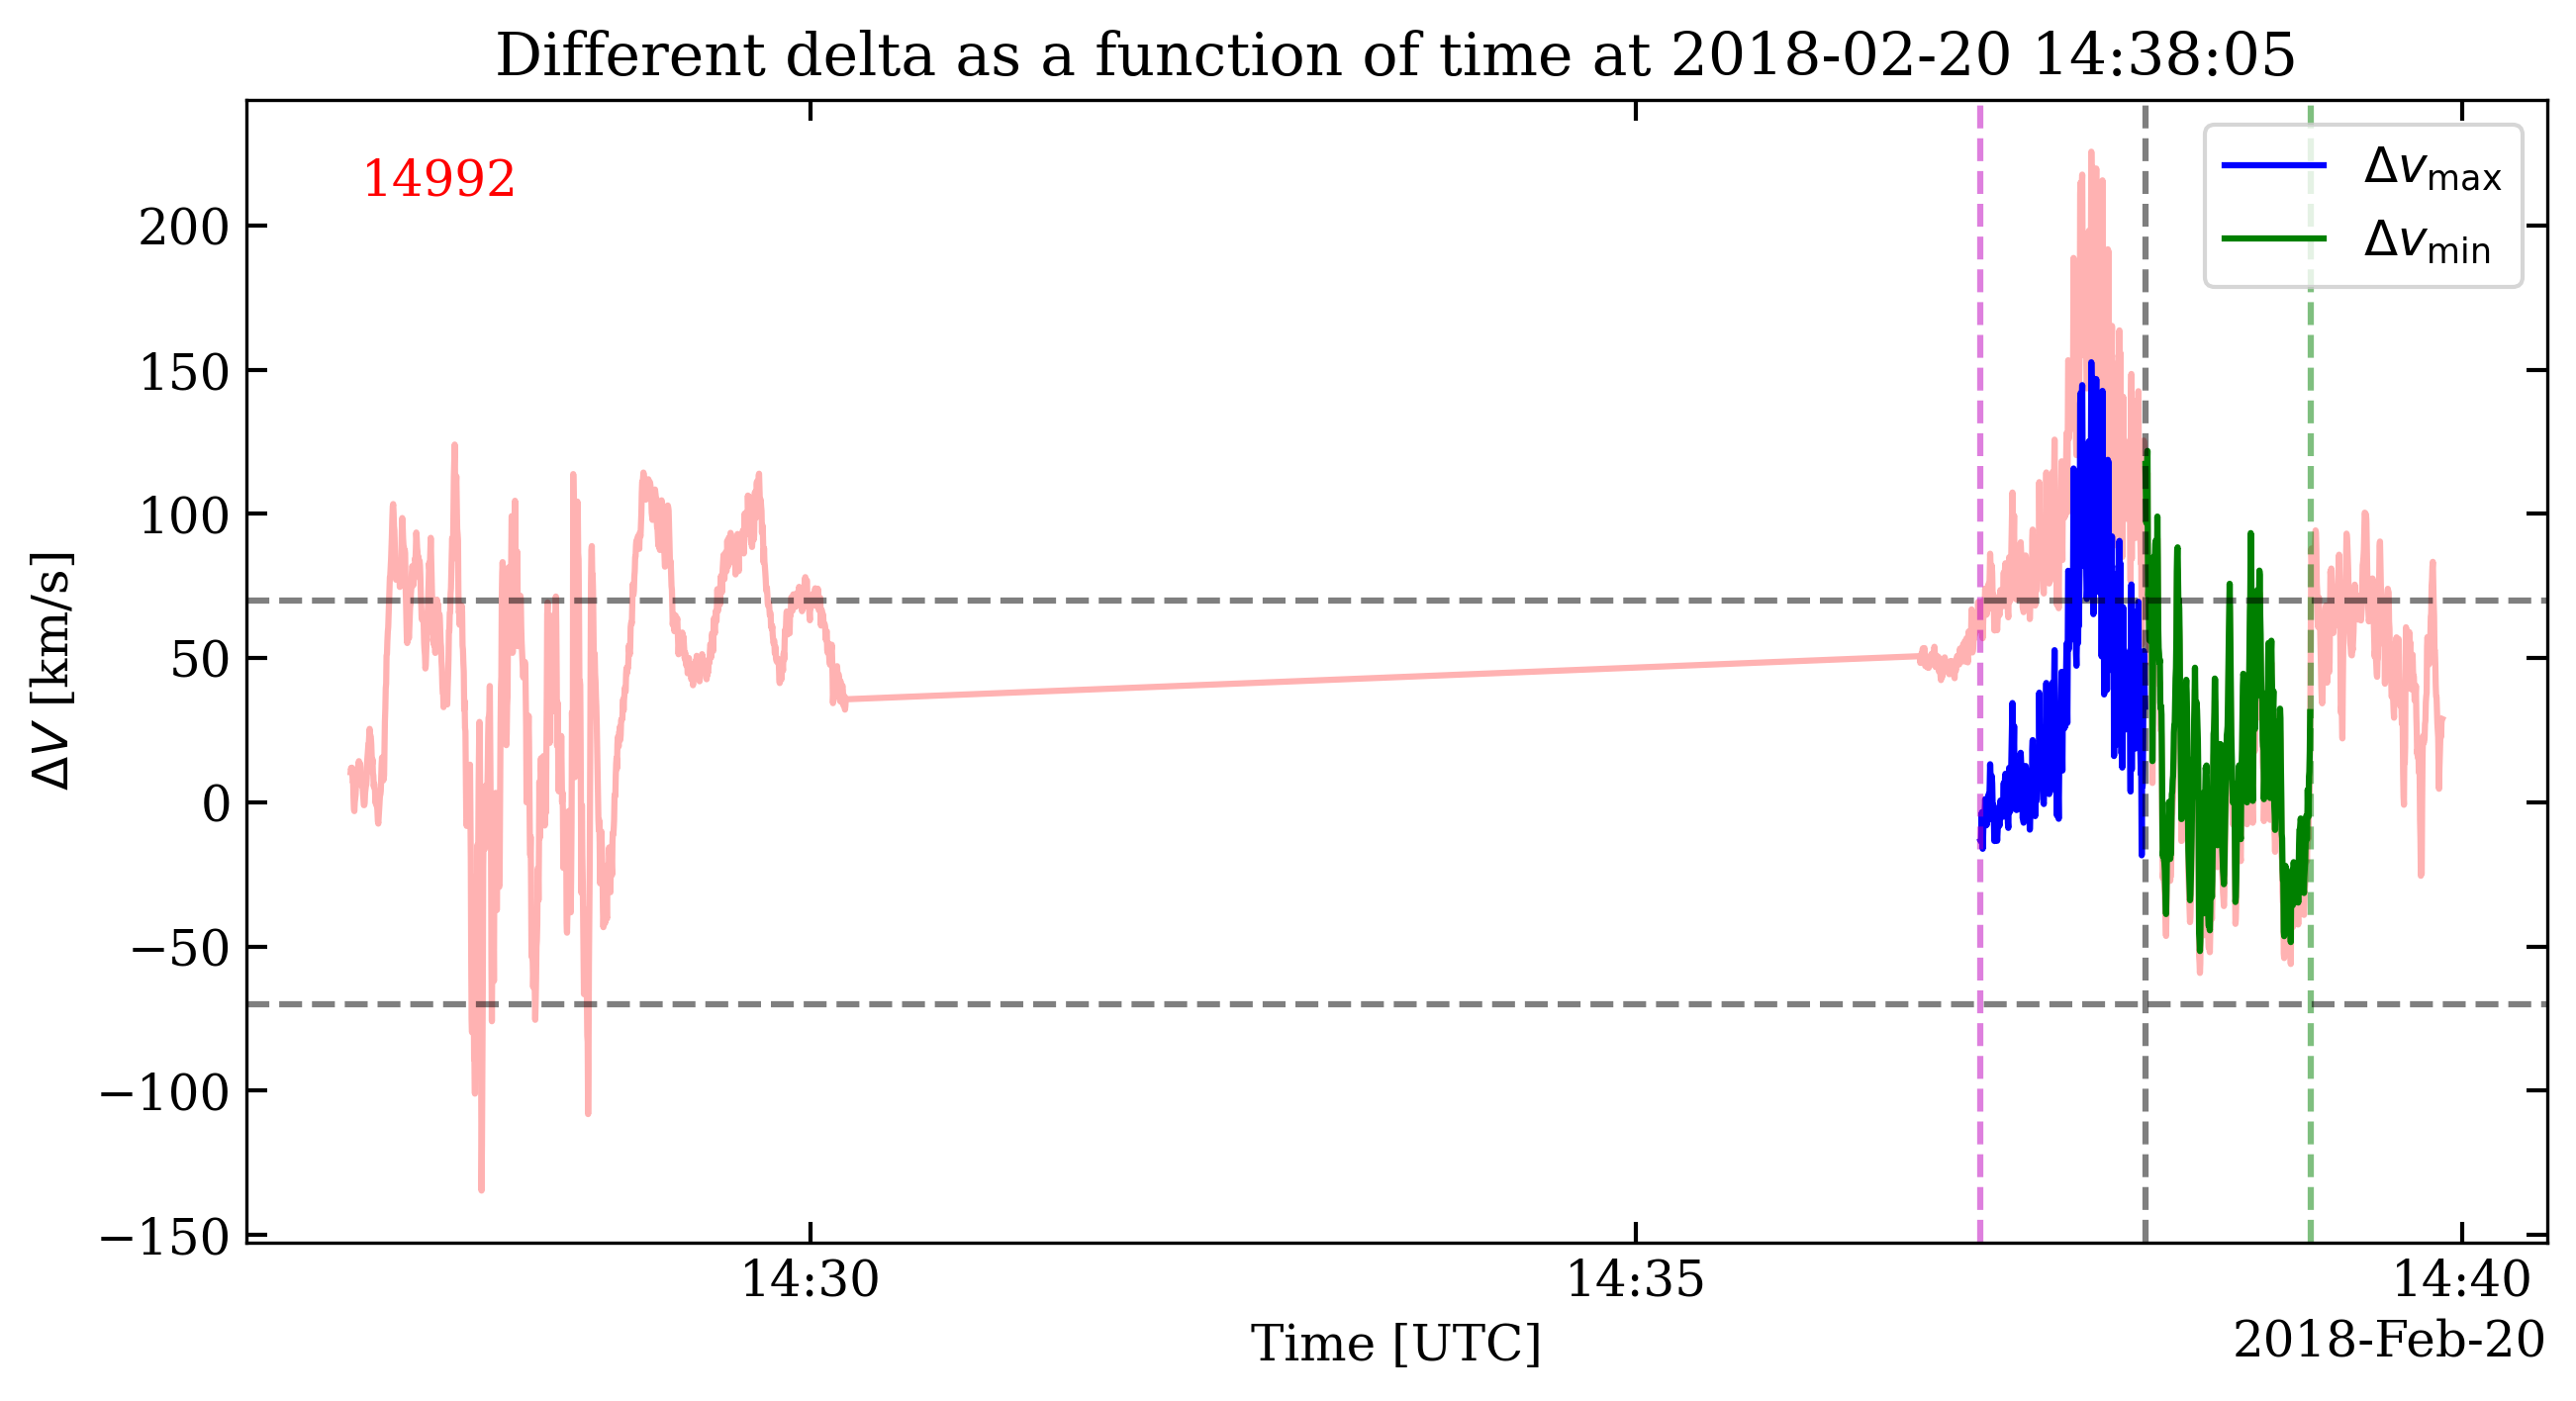 Different delta as a function of time at 2018-02-20 14:38:05
14992
Δv_max
Δv_min
200
150
100
50
0
−50
−100
−150
ΔV [km/s]
14:30
14:35
14:40
Time [UTC]
2018-Feb-20